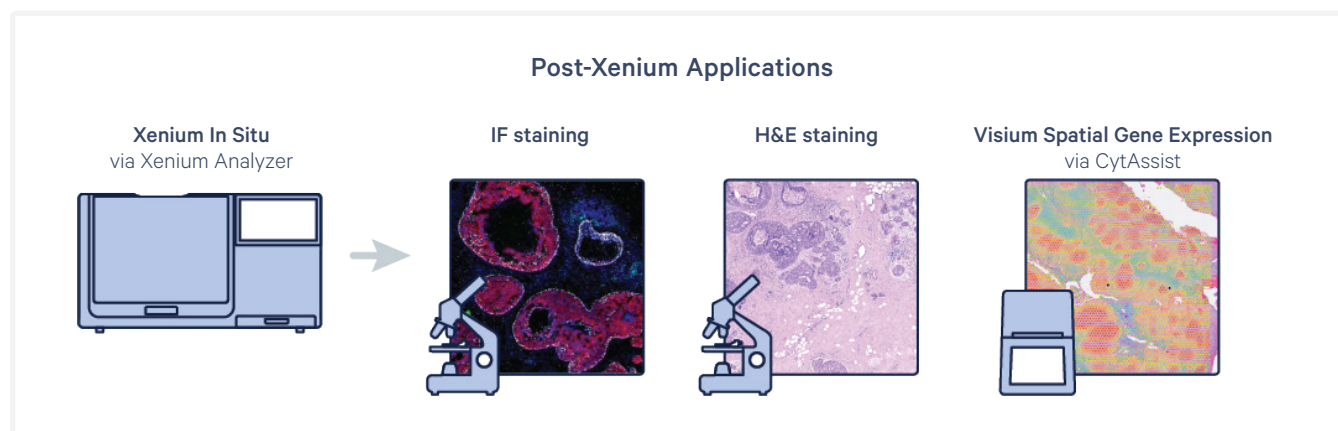 Post-Xenium Applications
Xenium In Situ
via Xenium Analyzer
IF staining
H&E staining
Visium Spatial Gene Expression
via CytAssist